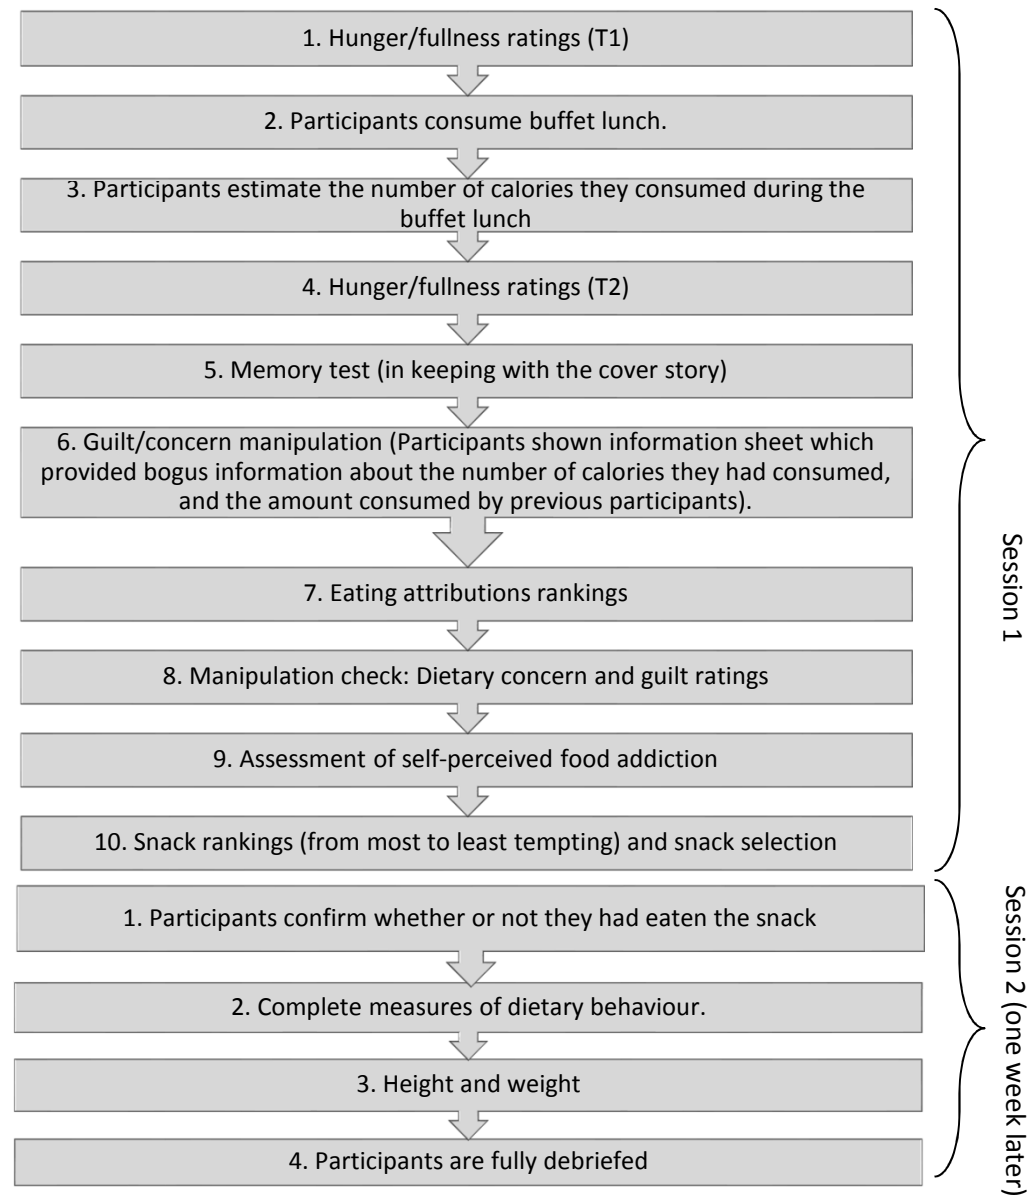 1. Hunger/fullness ratings (T1)
2. Participants consume buffet lunch.
3. Participants estimate the number of calories they consumed during the
buffet lunch
4. Hunger/fullness ratings (T2)
5. Memory test (in keeping with the cover story)
6. Guilt/concern manipulation (Participants shown information sheet which
provided bogus information about the number of calories they had consumed,
and the amount consumed by previous participants).
7. Eating attributions rankings
8. Manipulation check: Dietary concern and guilt ratings
9. Assessment of self-perceived food addiction
10. Snack rankings (from most to least tempting) and snack selection
Session 1
1. Participants confirm whether or not they had eaten the snack
2. Complete measures of dietary behaviour.
3. Height and weight
4. Participants are fully debriefed
Session 2 (one week later)